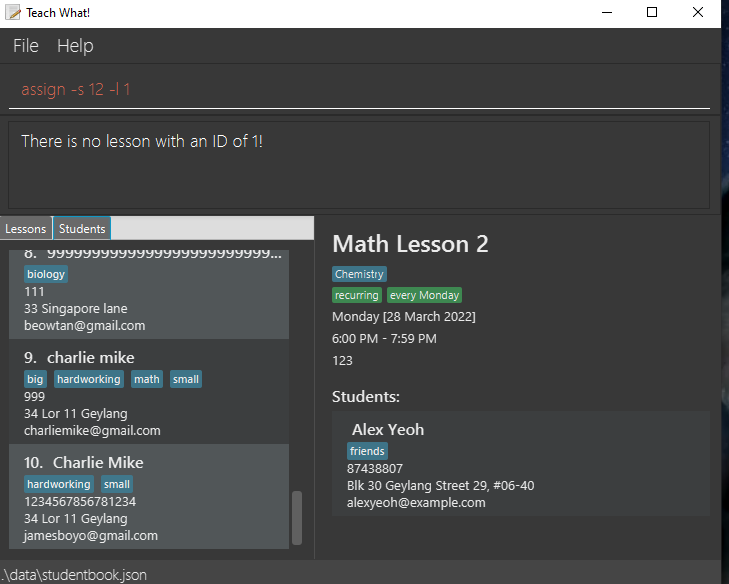 Teach What!
File Help
assign -s 12 -l 1
There is no lesson with an ID of 1!
Lessons Students
8. 9999999999999999999999999...
biology
111
33 Singapore lane
beowtan@gmail.com
9. charlie mike
big hardworking math small
999
34 Lor 11 Geylang
charliemike@gmail.com
10. Charlie Mike
hardworking small
1234567856781234
34 Lor 11 Geylang
jamesboyo@gmail.com
Math Lesson 2
Chemistry
recurring every Monday
Monday [28 March 2022]
6:00 PM - 7:59 PM
123
Students:
Alex Yeoh
friends
87438807
Blk 30 Geylang Street 29, #06-40
alexyeoh@example.com
.\data\studentbook.json